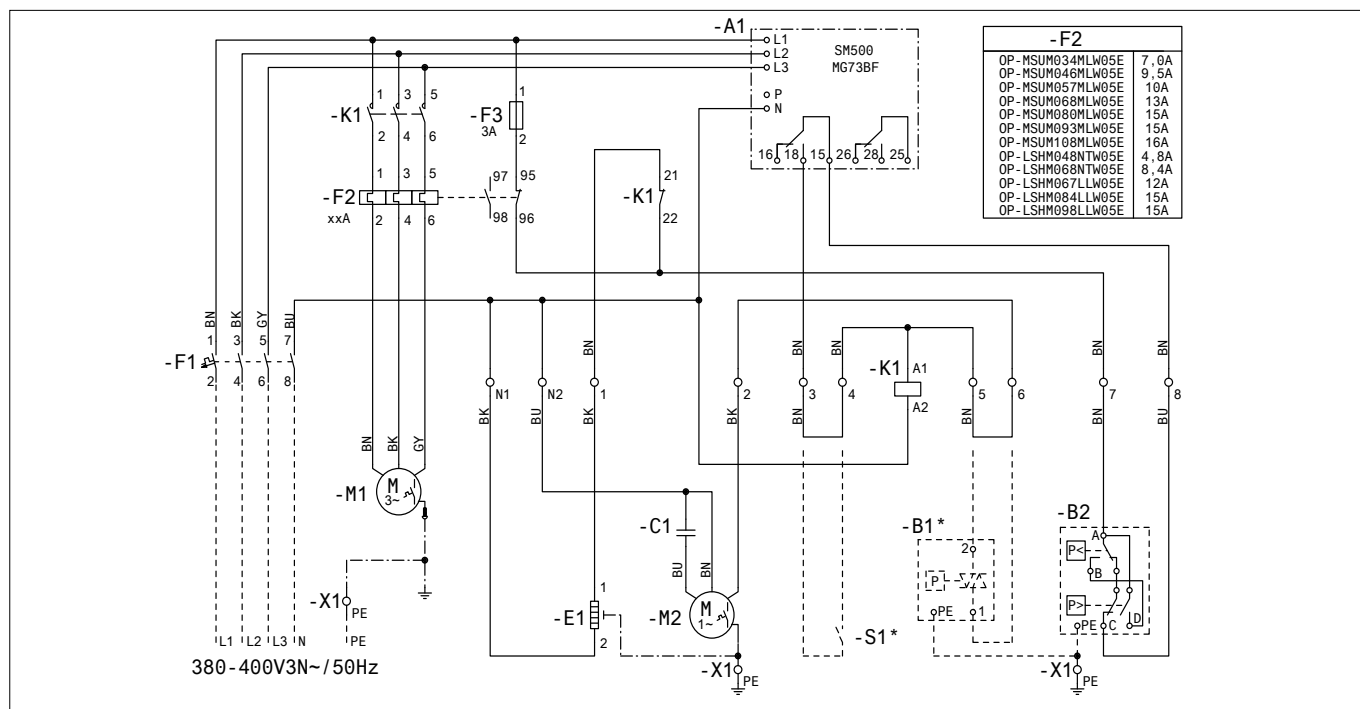 -A1
L1
L2
L3
P
N
SM500
MG73BF
16 18 15 26 28 25
-F2
OP-MSUM034MLW05E 7,0A
OP-MSUM046MLW05E 9,5A
OP-MSUM057MLW05E 10A
OP-MSUM068MLW05E 13A
OP-MSUM080MLW05E 15A
OP-MSUM093MLW05E 15A
OP-MSUM108MLW05E 16A
OP-LSHM048NTW05E 4,8A
OP-LSHM068NTW05E 8,4A
OP-LSHM067LLW05E 12A
OP-LSHM084LLW05E 15A
OP-LSHM098LLW05E 15A
-K1
1 3 5
2 4 6
-F3
3A
1
2
-F2
xxA
1 3 5
2 4 6
97 95
98 96
-K1
21
22
BN BK GY BU
1 3 5 7
-F1
2 4 6 8
BN BN BN BN BN BN
N1 N2 1 2 3 4
-K1
A1
A2
5 6 7 8
BK BU BK BK BN BN BN BN BU
BN BK GY
-M1
M
3~
-C1
BU BN
-M2
M
1~
-E1
1
2
-X1
PE
-X1
PE
-S1*
-B1*
2
P
PE 1
-B2
A
P<
B
P>
PE C D
-X1
PE
L1 L2 L3 N PE
380-400V3N~/50Hz